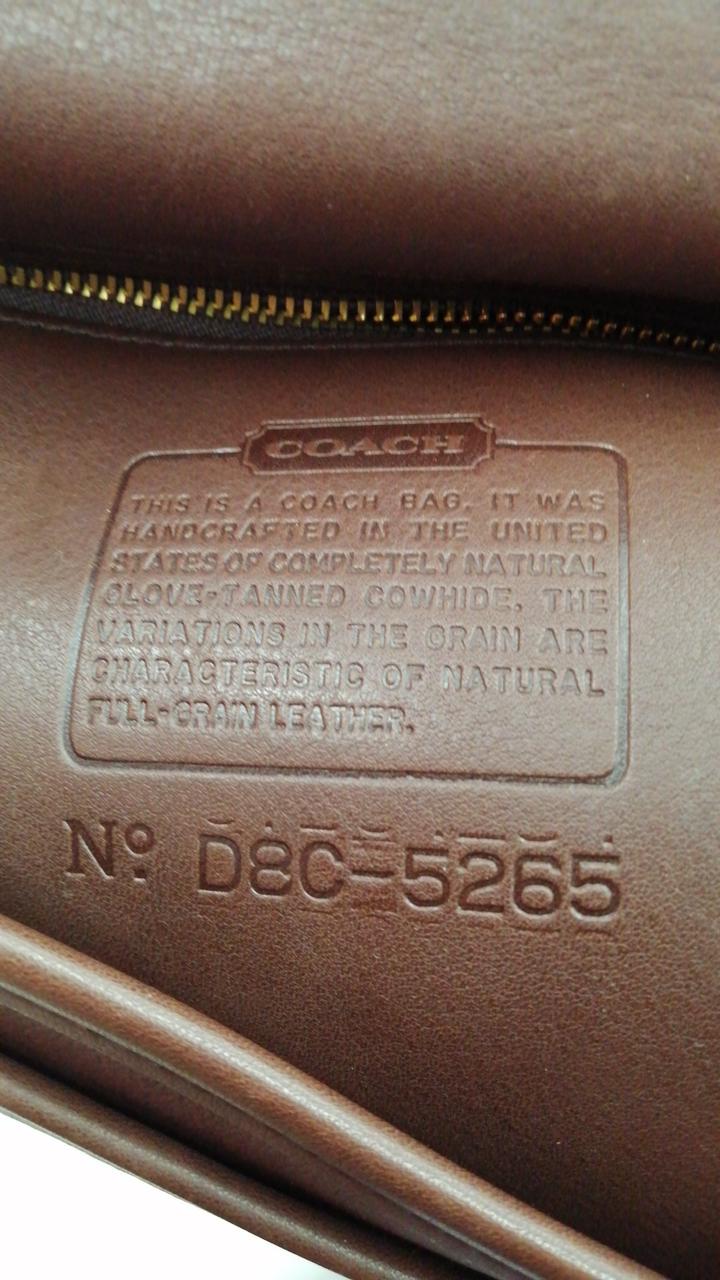 COACH
THIS IS A COACH BAG. IT WAS
HANDCRAFTED IN THE UNITED
STATES OF COMPLETELY NATURAL
GLOVE-TANNED COWHIDE. THE
VARIATIONS IN THE GRAIN ARE
CHARACTERISTIC OF NATURAL
FULL-GRAIN LEATHER.
Nº D8C-5265